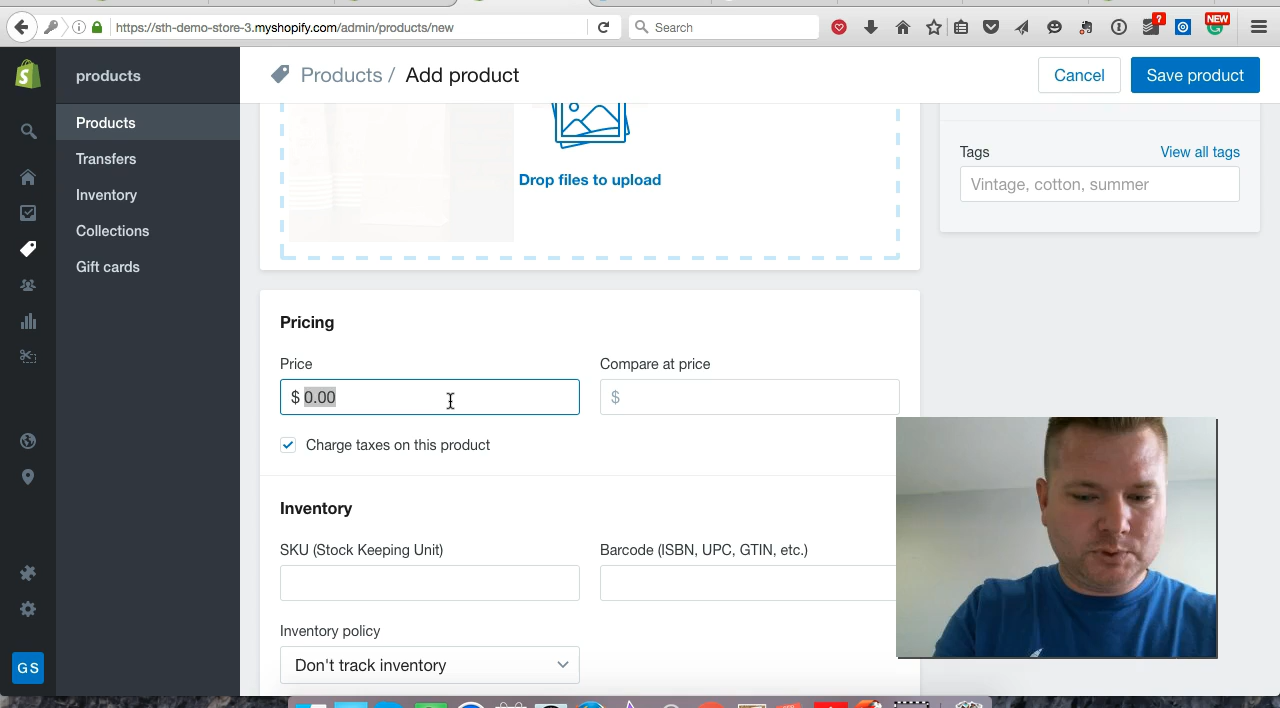 https://sth-demo-store-3.myshopify.com/admin/products/new
Search
?
NEW
products
Products / Add product
Cancel
Save product
Products
Transfers
Inventory
Collections
Gift cards
GS
Drop files to upload
Tags
View all tags
Vintage, cotton, summer
Pricing
Price
Compare at price
$ 0.00
$
Charge taxes on this product
Inventory
SKU (Stock Keeping Unit)
Barcode (ISBN, UPC, GTIN, etc.)
Inventory policy
Don't track inventory